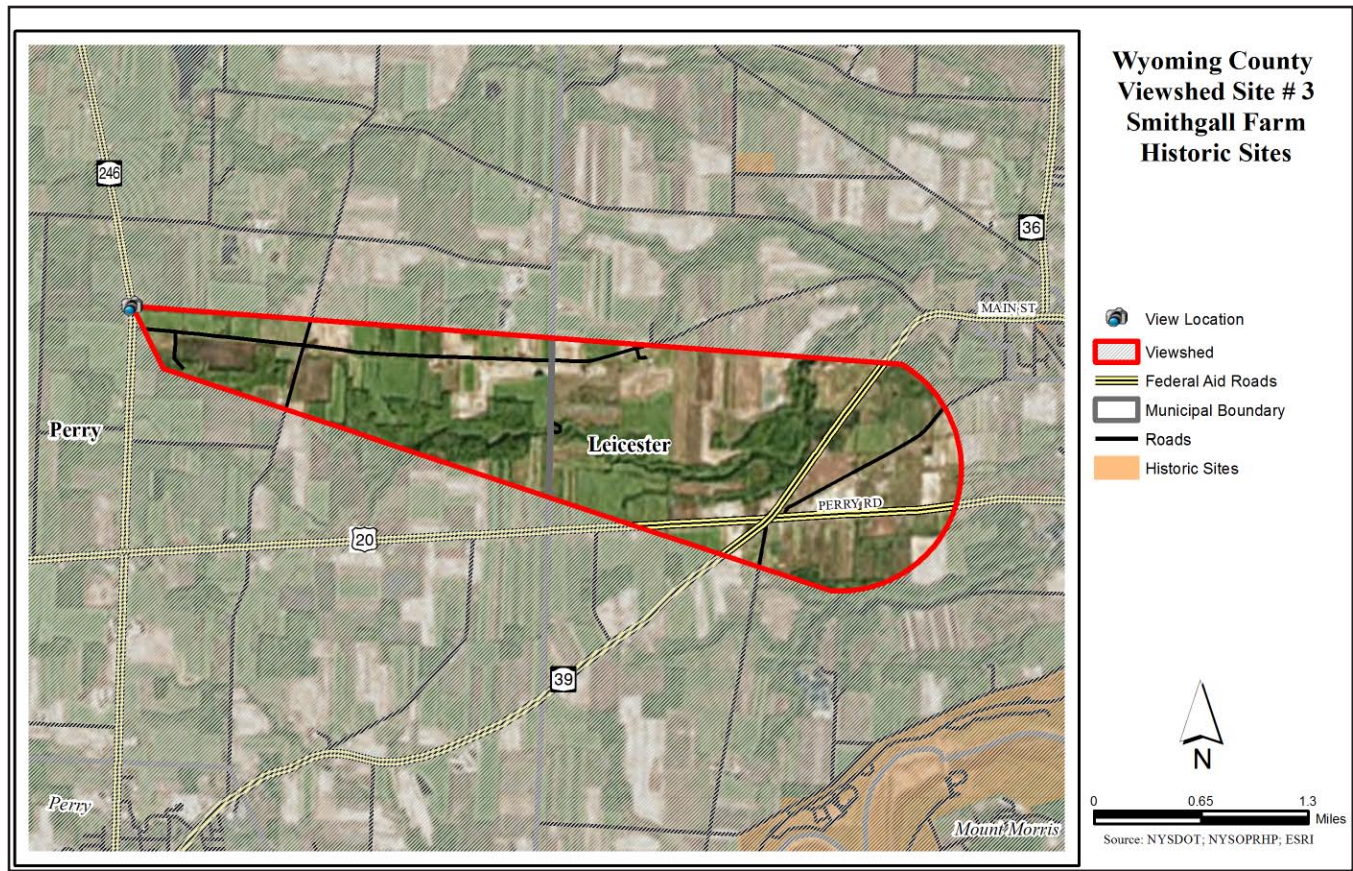 Wyoming County
Viewshed Site # 3
Smithgall Farm
Historic Sites
246
36
MAIN ST
View Location
Viewshed
Federal Aid Roads
Municipal Boundary
Roads
Historic Sites
Perry
Leicester
PERRY RD
20
39
N
Perry
Mount Morris
0 0.65 1.3
Miles
Source: NYSDOT; NYSOPRHP; ESRI